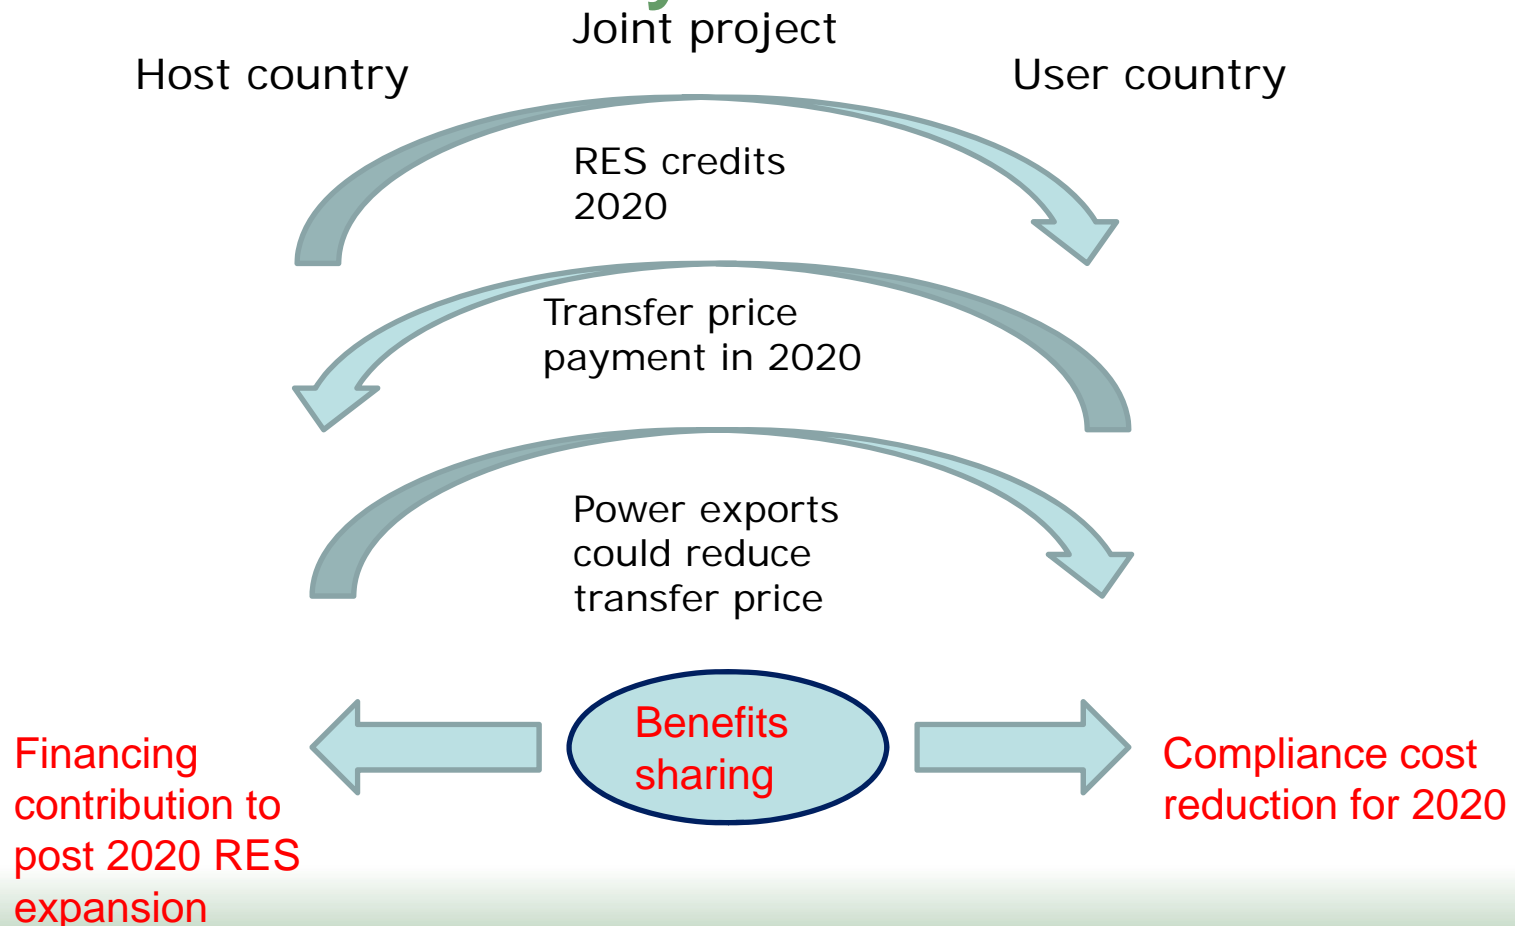 Joint project
Host country
User country
RES credits
2020
Transfer price
payment in 2020
Power exports
could reduce
transfer price
Benefits
sharing
Financing
contribution to
post 2020 RES
expansion
Compliance cost
reduction for 2020